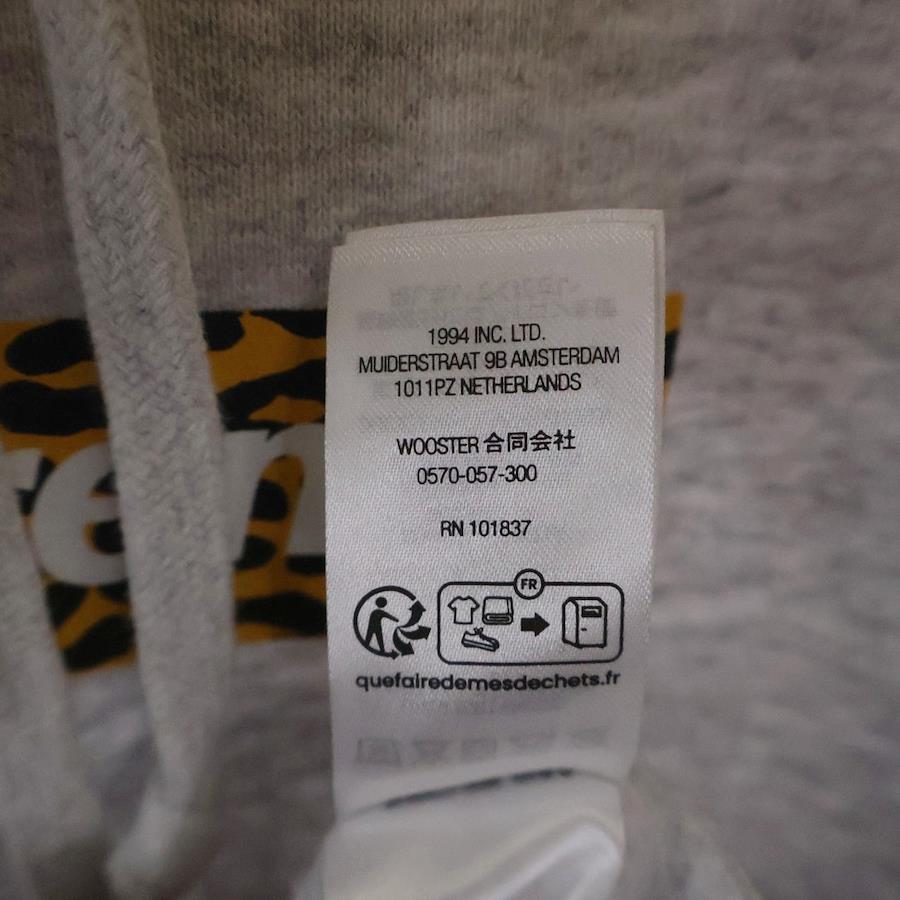 1994 INC. LTD.
MUIDERSTRAAT 9B AMSTERDAM
1011PZ NETHERLANDS
WOOSTER 合同会社
0570-057-300
RN 101837
FR
quefairedemesdechets.fr